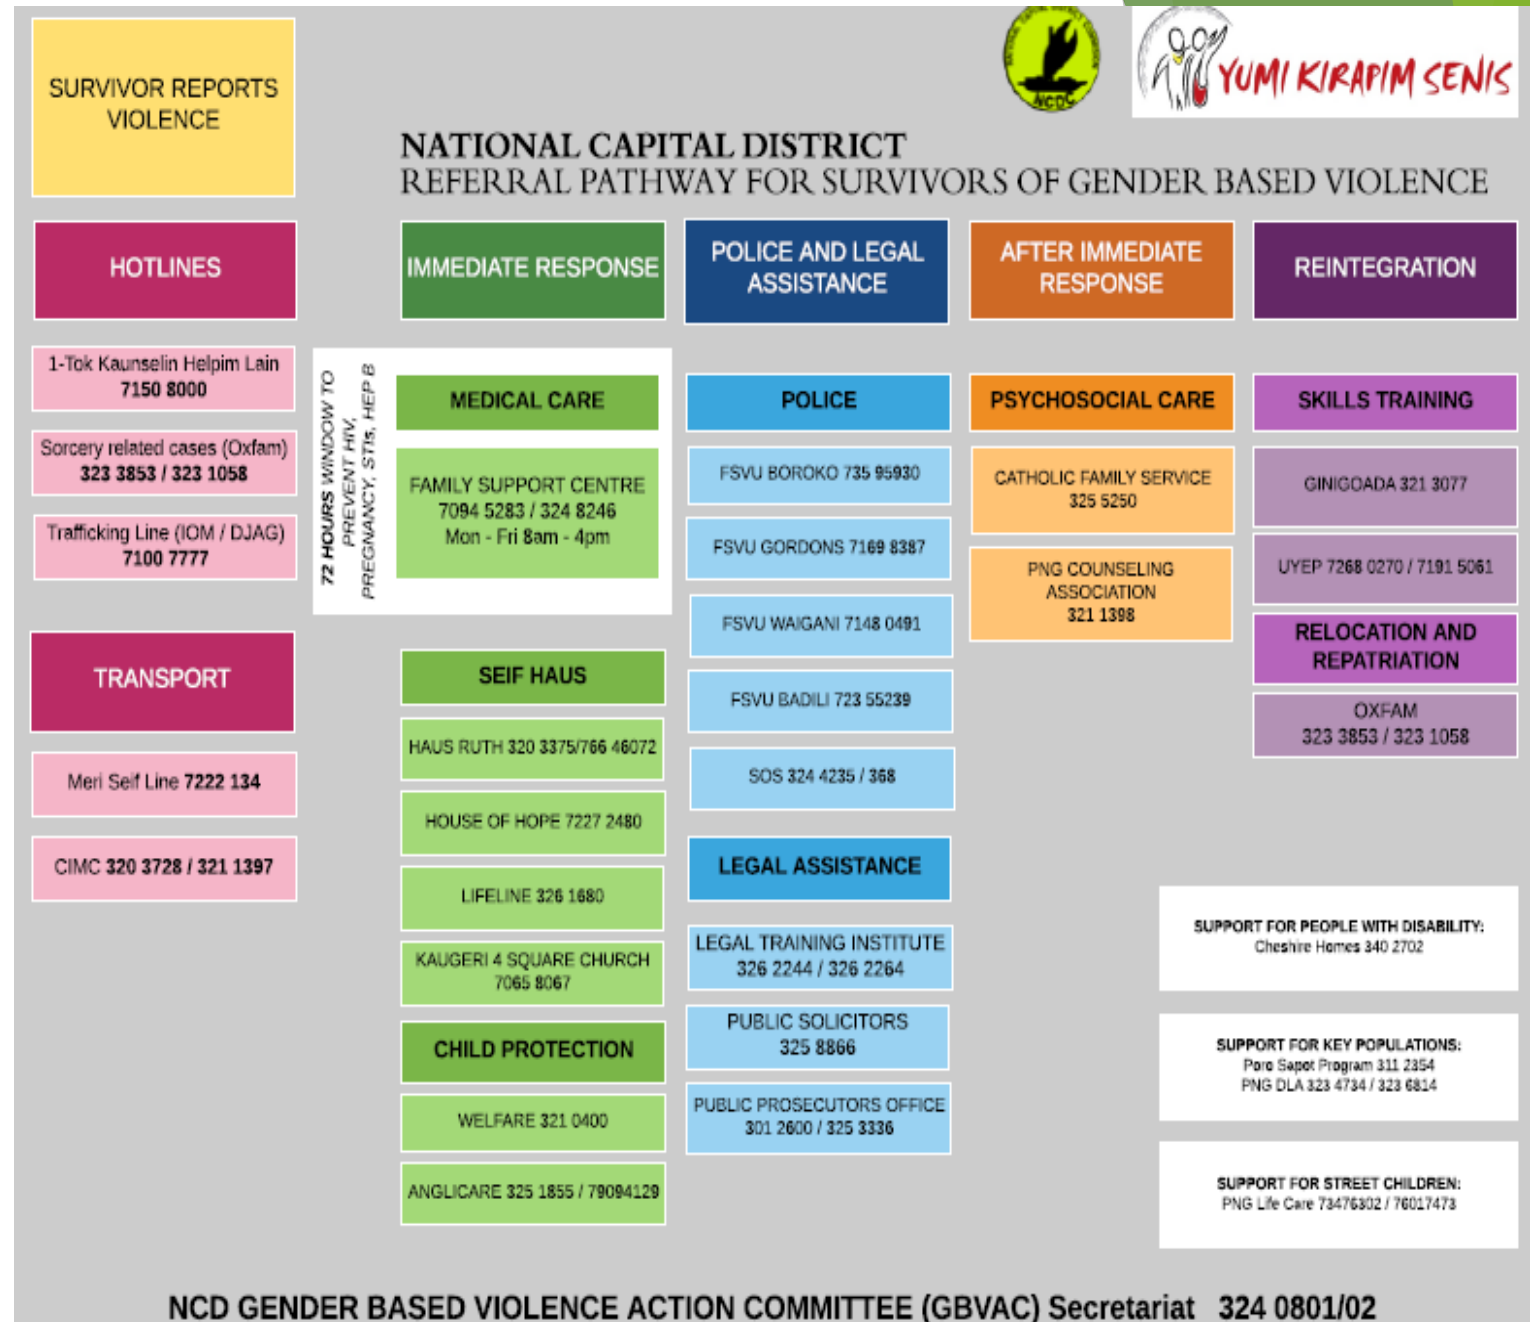 SURVIVOR REPORTS
VIOLENCE
NCDC
YUMI KIRAPIM SENIS
NATIONAL CAPITAL DISTRICT
REFERRAL PATHWAY FOR SURVIVORS OF GENDER BASED VIOLENCE
HOTLINES
1-Tok Kaunselin Helpim Lain
7150 8000
Sorcery related cases (Oxfam)
323 3853 / 323 1058
Trafficking Line (IOM / DJAG)
7100 7777
TRANSPORT
Meri Seif Line 7222 134
CIMC 320 3728 / 321 1397
IMMEDIATE RESPONSE
72 HOURS WINDOW TO
PREVENT HIV,
PREGNANCY, STIs, HEP B
MEDICAL CARE
FAMILY SUPPORT CENTRE
7094 5283 / 324 8246
Mon - Fri 8am - 4pm
SEIF HAUS
HAUS RUTH 320 3375/766 46072
HOUSE OF HOPE 7227 2480
LIFELINE 326 1680
KAUGERI 4 SQUARE CHURCH
7065 8067
CHILD PROTECTION
WELFARE 321 0400
ANGLICARE 325 1855 / 79094129
POLICE AND LEGAL
ASSISTANCE
POLICE
FSVU BOROKO 735 95930
FSVU GORDONS 7169 8387
FSVU WAIGANI 7148 0491
FSVU BADILI 723 55239
SOS 324 4235 / 368
LEGAL ASSISTANCE
LEGAL TRAINING INSTITUTE
326 2244 / 326 2264
PUBLIC SOLICITORS
325 8866
PUBLIC PROSECUTORS OFFICE
301 2600 / 325 3336
AFTER IMMEDIATE
RESPONSE
PSYCHOSOCIAL CARE
CATHOLIC FAMILY SERVICE
325 5250
PNG COUNSELING
ASSOCIATION
321 1398
REINTEGRATION
SKILLS TRAINING
GINIGOADA 321 3077
UYEP 7268 0270 / 7191 5061
RELOCATION AND
REPATRIATION
OXFAM
323 3853 / 323 1058
SUPPORT FOR PEOPLE WITH DISABILITY:
Cheshire Homes 340 2702
SUPPORT FOR KEY POPULATIONS:
Poro Sapot Program 311 2354
PNG DLA 323 4734 / 323 6814
SUPPORT FOR STREET CHILDREN:
PNG Life Care 73476302 / 76017473
NCD GENDER BASED VIOLENCE ACTION COMMITTEE (GBVAC) Secretariat 324 0801/02